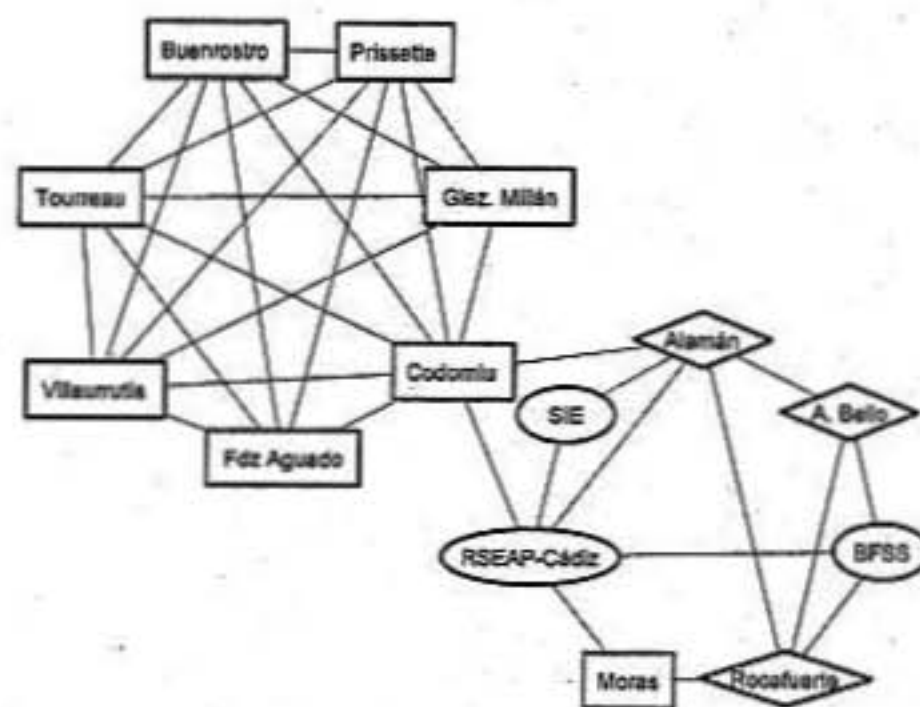 Buenrostro
Prissette
Tourreau
Glez. Millán
Villaurrutia
Codorniu
Fdz Aguado
Alamán
SIE
A. Bello
RSEAP-Cádiz
BFSS
Moras
Rocafuerte